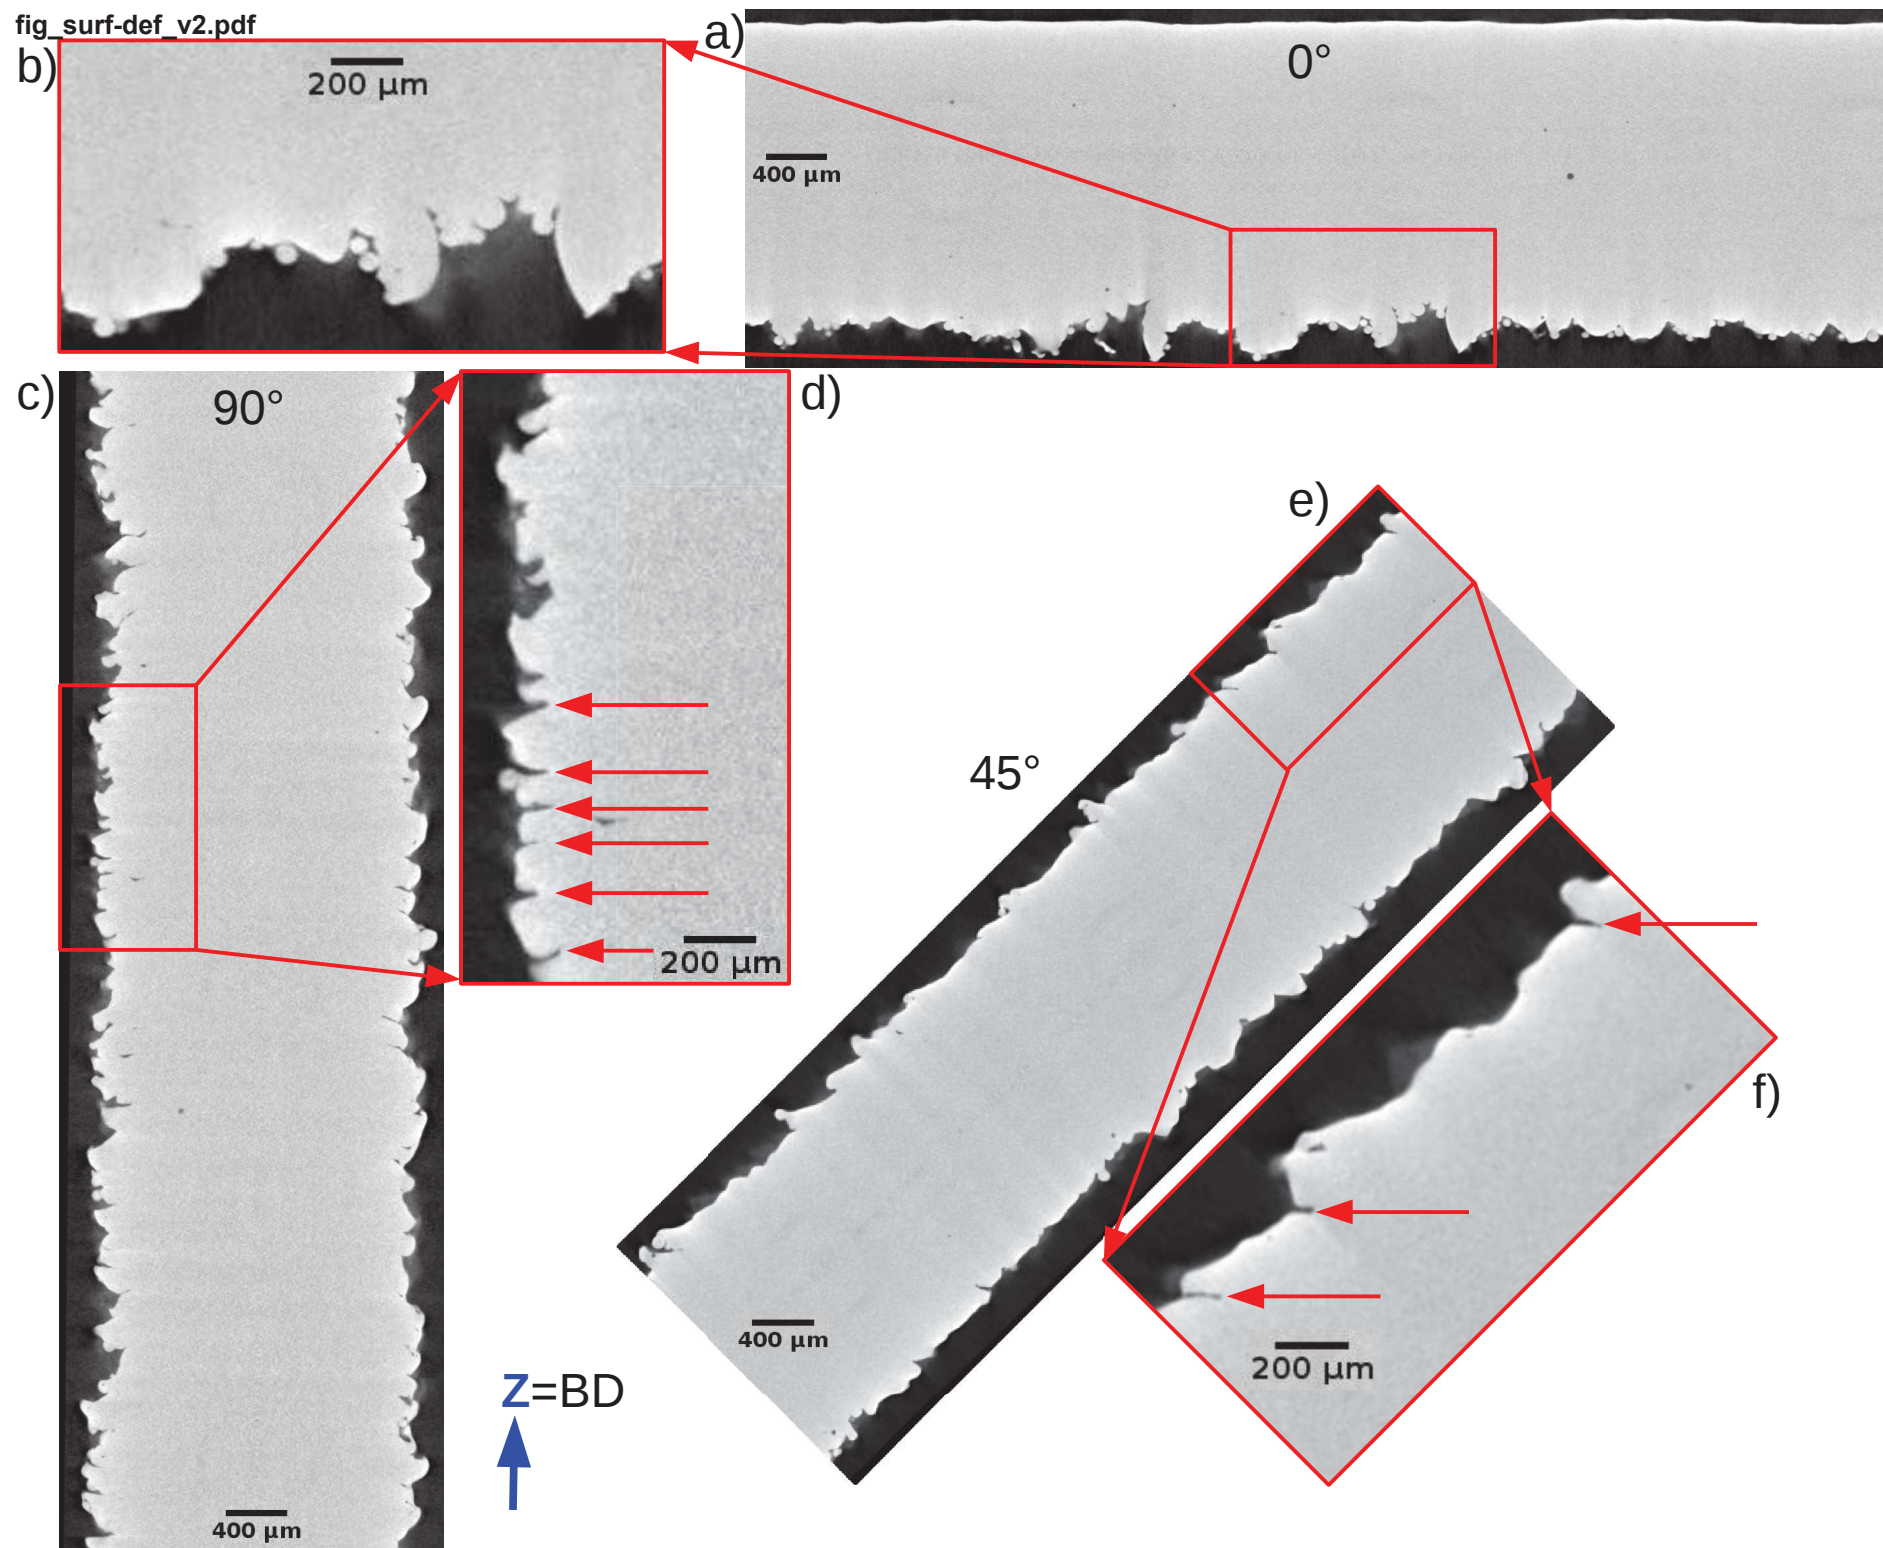 fig_surf-def_v2.pdf
b)
200 µm
a)
0°
400 µm
c)
90°
d)
200 µm
e)
45°
f)
400 µm
200 µm
Z=BD
400 µm